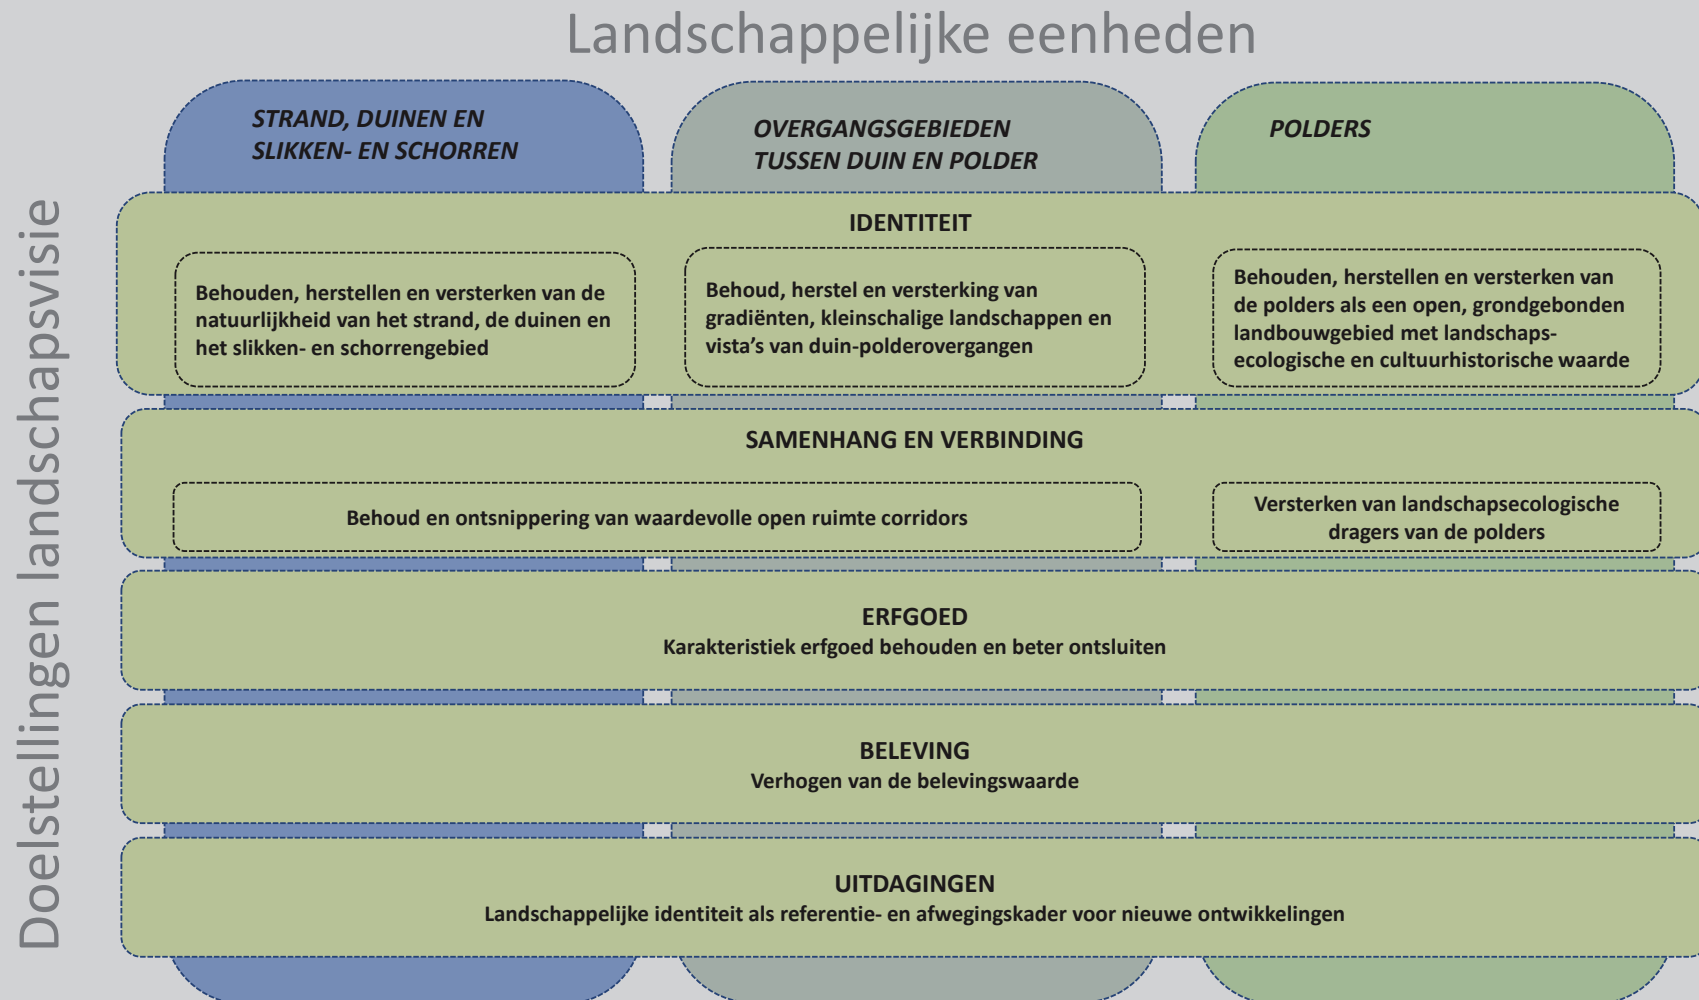 Landschappelijke eenheden
Doelstellingen landschapsvisie
STRAND, DUINEN EN
SLIKKEN- EN SCHORREN
OVERGANGSGEBIEDEN
TUSSEN DUIN EN POLDER
POLDERS
IDENTITEIT
Behouden, herstellen en versterken van de
natuurlijkheid van het strand, de duinen en
het slikken- en schorrengebied
Behoud, herstel en versterking van
gradiënten, kleinschalige landschappen en
vista's van duin-polderovergangen
Behouden, herstellen en versterken van
de polders als een open, grondgebonden
landbouwgebied met landschaps-
ecologische en cultuurhistorische waarde
SAMENHANG EN VERBINDING
Behoud en ontsnippering van waardevolle open ruimte corridors
Versterken van landschapsecologische
dragers van de polders
ERFGOED
Karakteristiek erfgoed behouden en beter ontsluiten
BELEVING
Verhogen van de belevingswaarde
UITDAGINGEN
Landschappelijke identiteit als referentie- en afwegingskader voor nieuwe ontwikkelingen